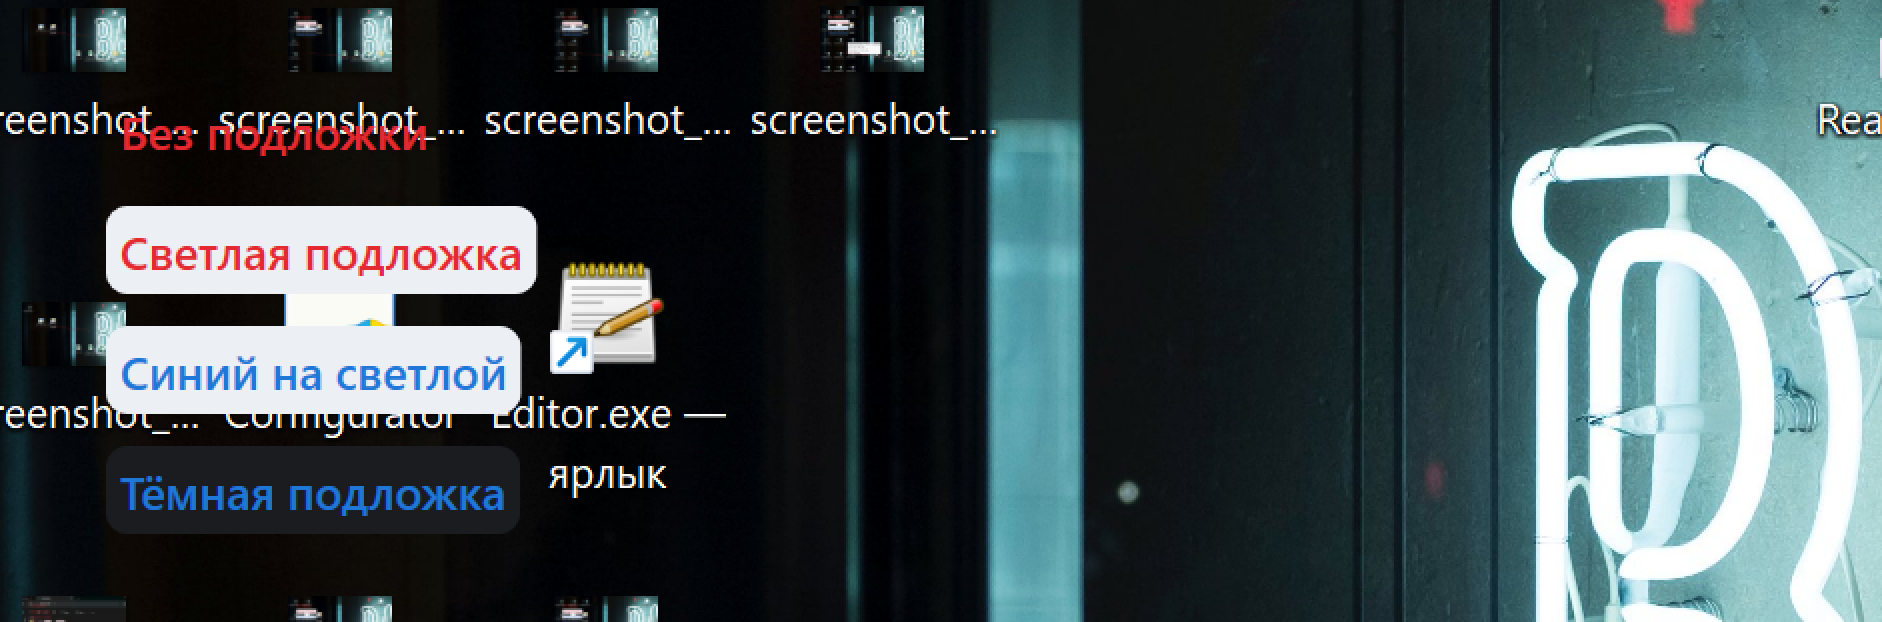 reenshot_... screenshot_... screenshot_... screenshot_...
Без подложки
Rea
Светлая подложка
Синий на светлой
reenshot_... Configurator Editor.exe —
ярлык
Тёмная подложка